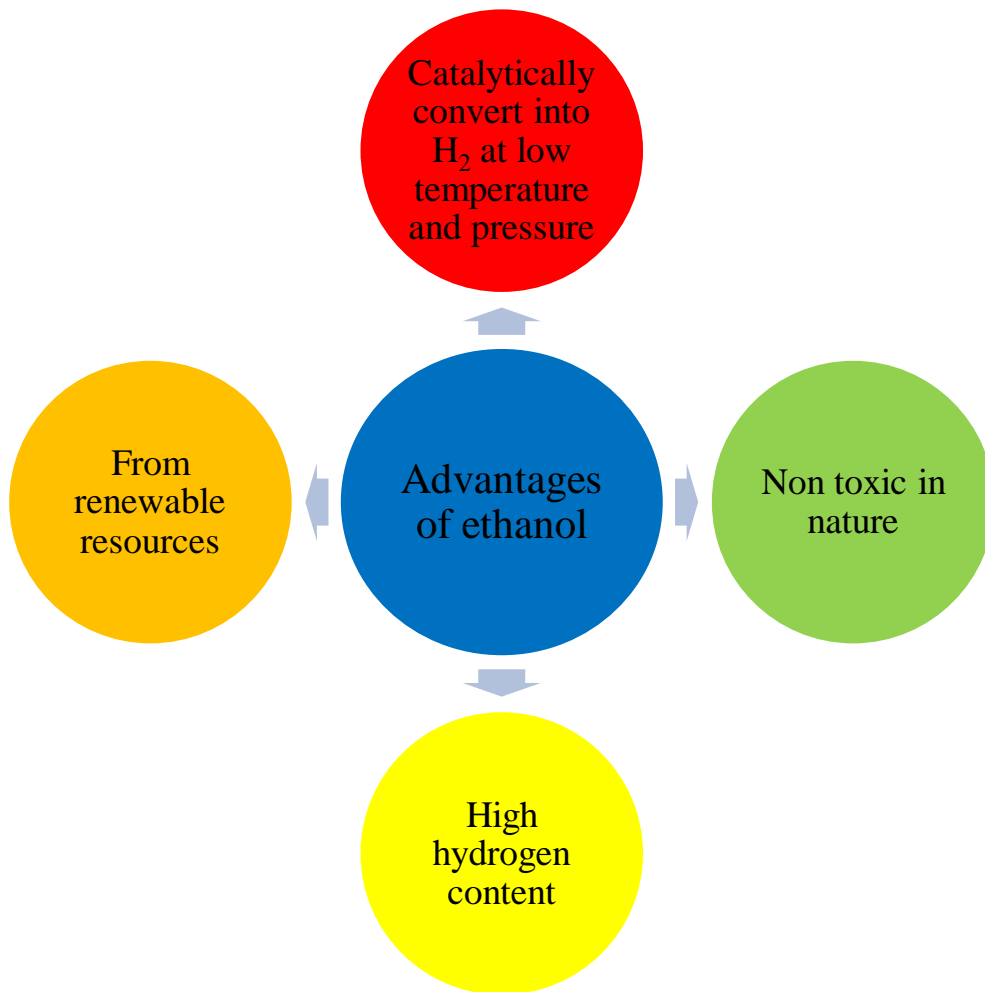 Catalytically
convert into
H₂ at low
temperature
and pressure
From
renewable
resources
Advantages
of ethanol
Non toxic in
nature
High
hydrogen
content